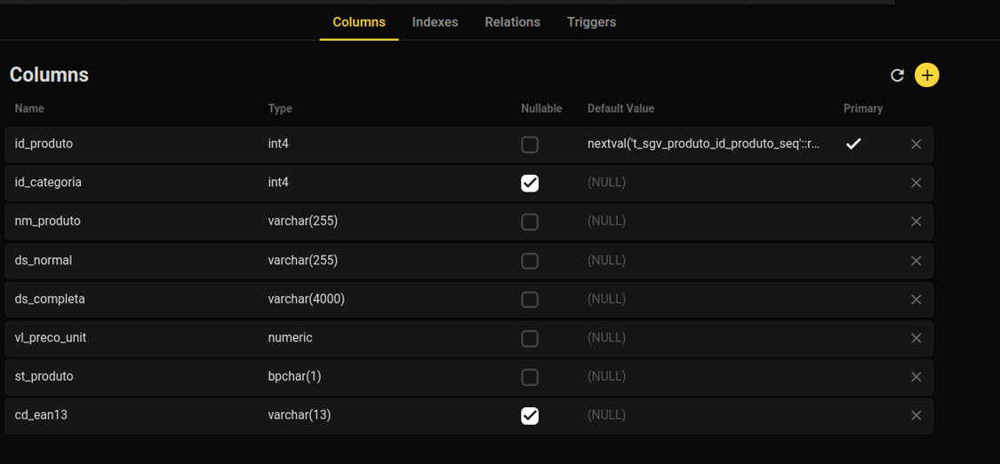 Columns Indexes Relations Triggers
Columns
Name Type Nullable Default Value Primary
id_produto int4 nextval('t_sgv_produto_id_produto_seq'::r...
id_categoria int4 (NULL)
nm_produto varchar(255) (NULL)
ds_normal varchar(255) (NULL)
ds_completa varchar(4000) (NULL)
vl_preco_unit numeric (NULL)
st_produto bpchar(1) (NULL)
cd_ean13 varchar(13) (NULL)